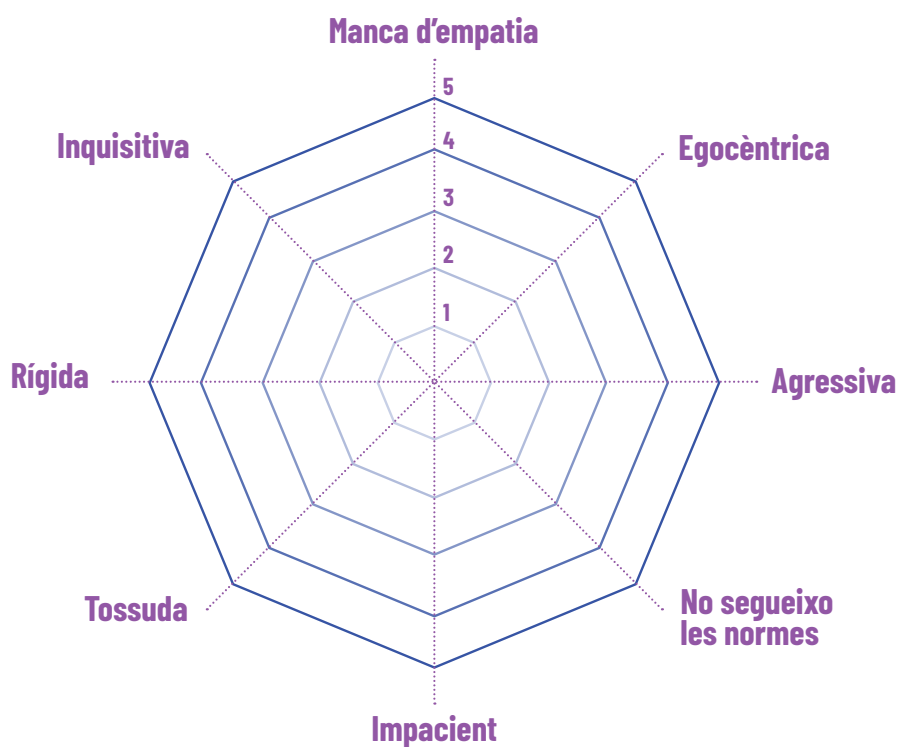 Manca d’empatia
5
Inquisitiva
4
Egocèntrica
3
2
1
Rígida
Agressiva
Tossuda
No segueixo
les normes
Impacient